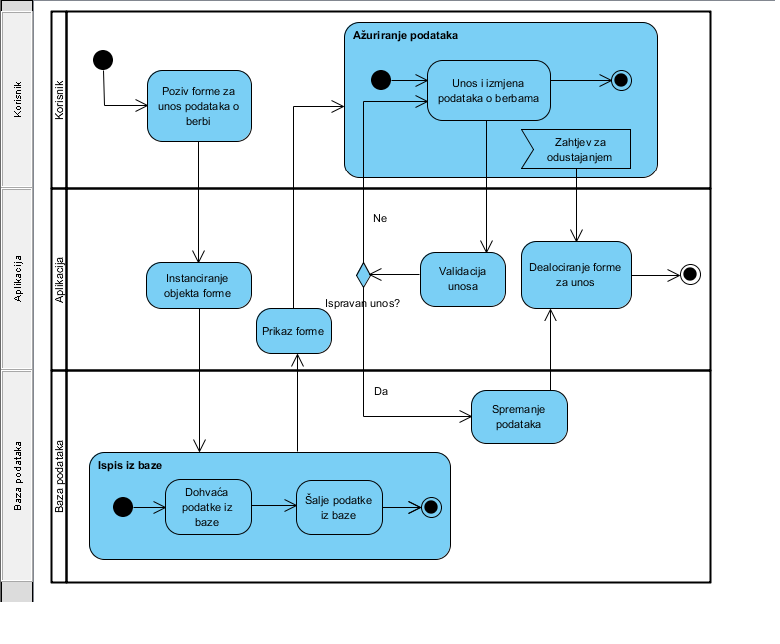 Korisnik
Korisnik
Poziv forme za
unos podataka o
berbi
Ažuriranje podataka
Unos i izmjena
podataka o berbama
Zahtjev za
odustajanjem
Aplikacija
Aplikacija
Instanciranje
objekta forme
Prikaz forme
Ne
Ispravan unos?
Validacija
unosa
Dealociranje forme
za unos
Baza podataka
Baza podataka
Da
Spremanje
podataka
Ispis iz baze
Dohvaća
podatke iz
baze
Šalje podatke
iz baze